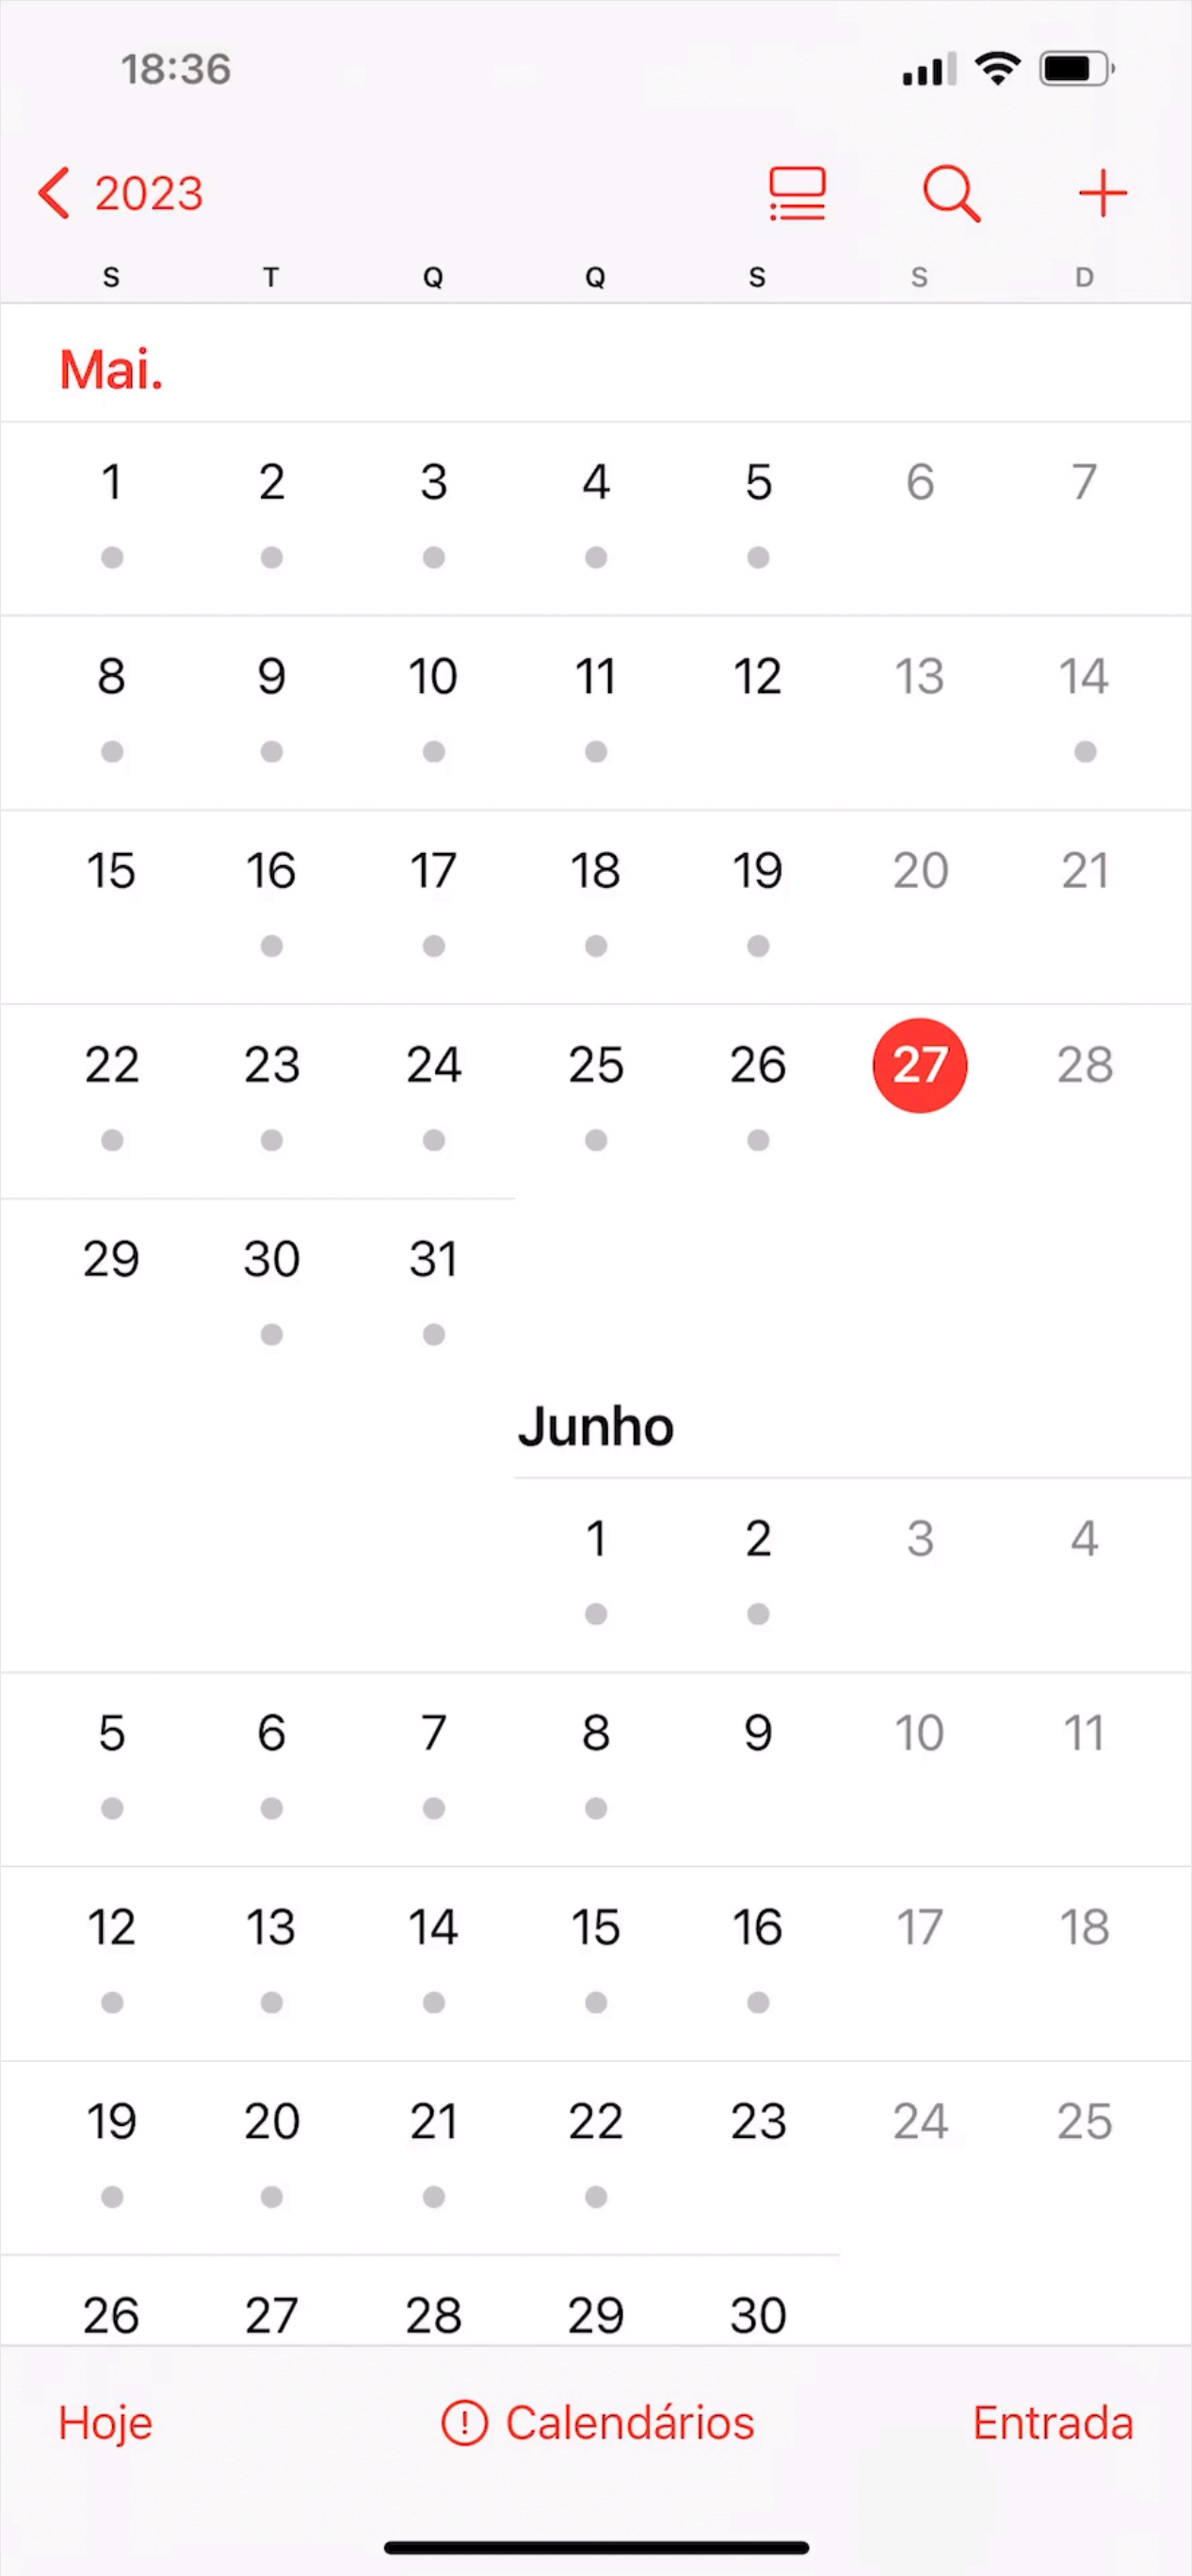 18:36
2023
S T Q Q S S D
Mai.
1 2 3 4 5 6 7
8 9 10 11 12 13 14
15 16 17 18 19 20 21
22 23 24 25 26 27 28
29 30 31
Junho
1 2 3 4
5 6 7 8 9 10 11
12 13 14 15 16 17 18
19 20 21 22 23 24 25
26 27 28 29 30
Hoje ! Calendários Entrada